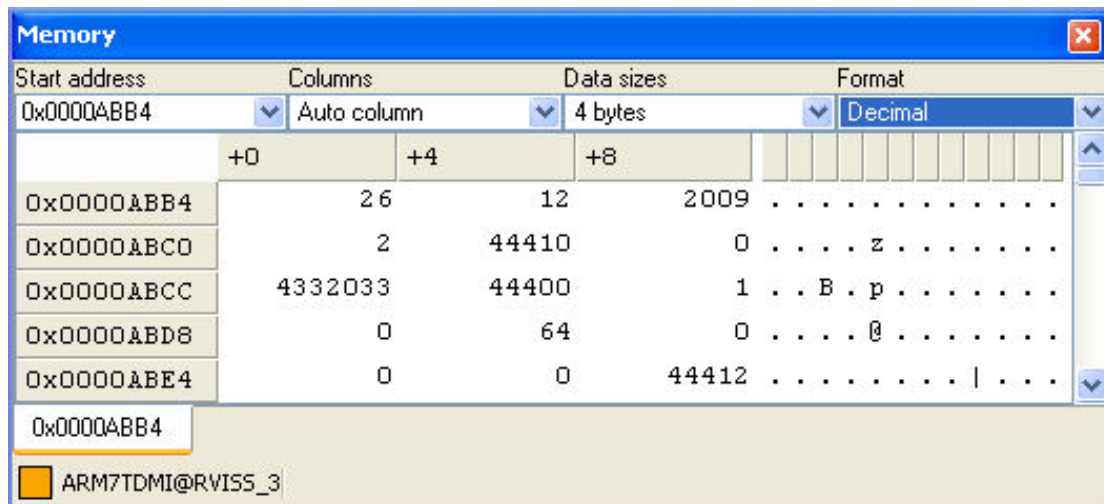 Memory
Start address Columns Data sizes Format
0x0000ABB4 Auto column 4 bytes Decimal
+0 +4 +8
0x0000ABB4 26 12 2009 . . . . . . . . . . . .
0x0000ABC0 2 44410 0 . . . . z . . . . . . .
0x0000ABCC 4332033 44400 1 . . B . p . . . . . . .
0x0000ABD8 0 64 0 . . . . @ . . . . . . .
0x0000ABE4 0 0 44412 . . . . . . . . | . . .
0x0000ABB4
ARM7TDMI@RVISS_3